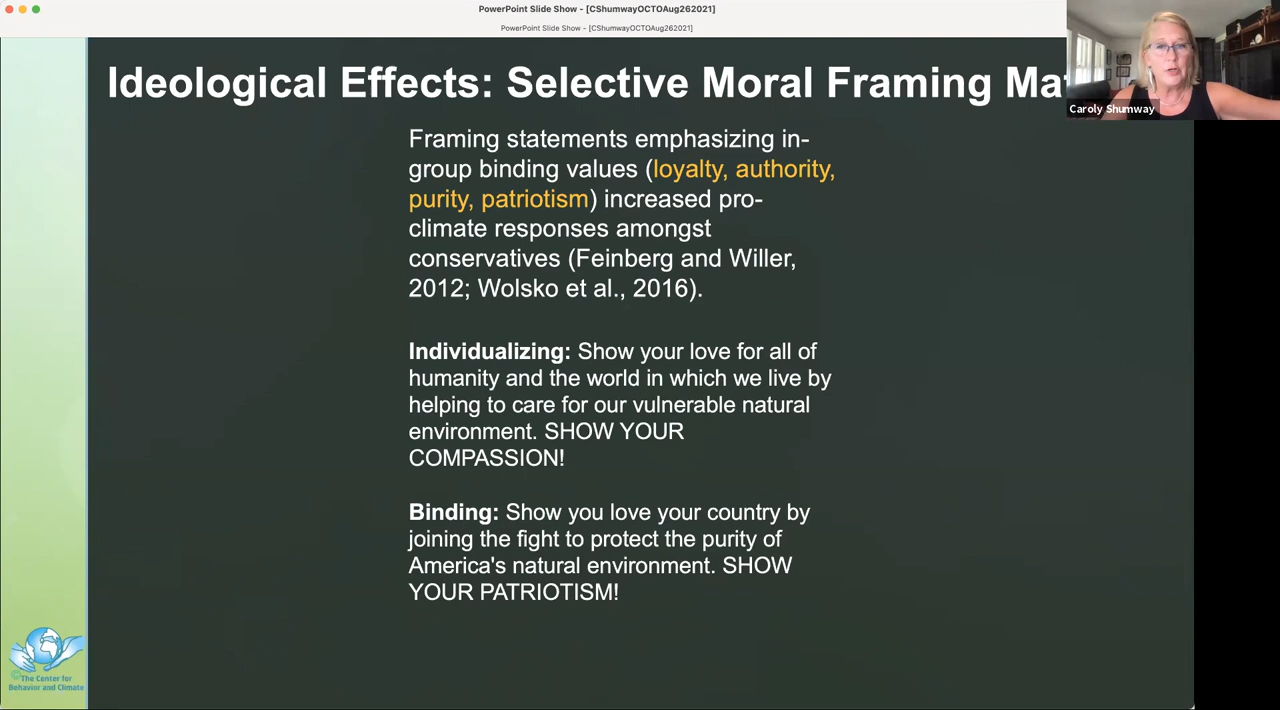 PowerPoint Slide Show - [CShumwayOCTOAug262021]
PowerPoint Slide Show - [CShumwayOCTOAug262021]
Ideological Effects: Selective Moral Framing
Caroly Shumway
Framing statements emphasizing in-
group binding values (loyalty, authority,
purity, patriotism) increased pro-
climate responses amongst
conservatives (Feinberg and Willer,
2012; Wolsko et al., 2016).
Individualizing: Show your love for all of
humanity and the world in which we live by
helping to care for our vulnerable natural
environment. SHOW YOUR
COMPASSION!
Binding: Show you love your country by
joining the fight to protect the purity of
America's natural environment. SHOW
YOUR PATRIOTISM!
©The Center for
Behavior and Climate